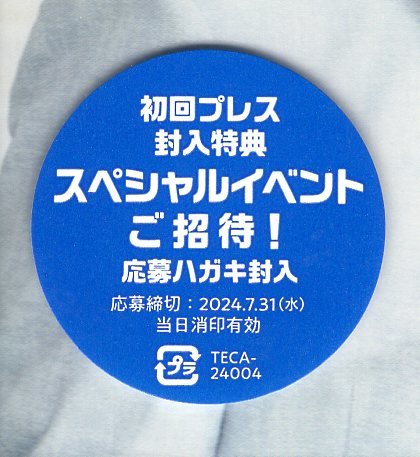 初回プレス
封入特典
スペシャルイベント
ご招待！
応募ハガキ封入
応募締切：2024.7.31(水)
当日消印有効
プラ TECA-
24004